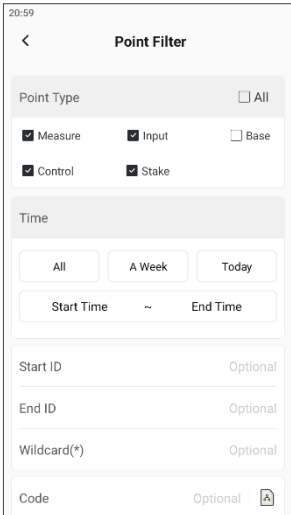 20:59
Point Filter
Point Type All
Measure Input Base
Control Stake
Time
All A Week Today
Start Time ~ End Time
Start ID Optional
End ID Optional
Wildcard(*) Optional
Code Optional